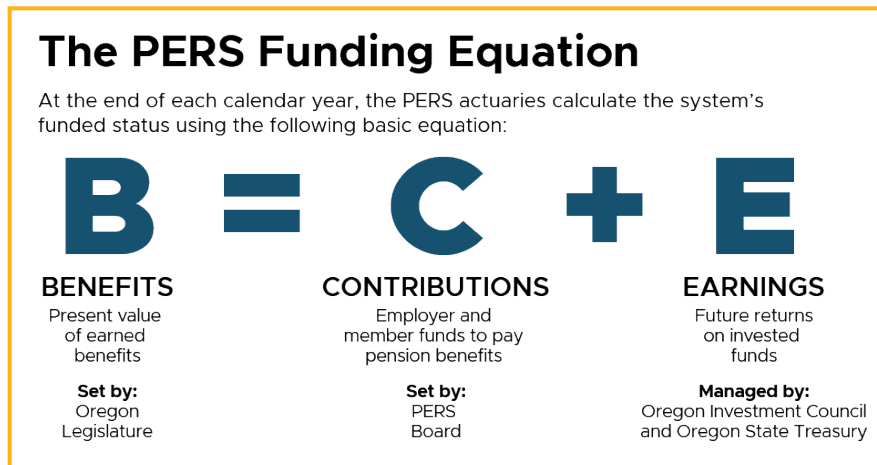 The PERS Funding Equation
At the end of each calendar year, the PERS actuaries calculate the system's
funded status using the following basic equation:
B = C + E
BENEFITS
Present value
of earned
benefits
Set by:
Oregon
Legislature
CONTRIBUTIONS
Employer and
member funds to pay
pension benefits
Set by:
PERS
Board
EARNINGS
Future returns
on invested
funds
Managed by:
Oregon Investment Council
and Oregon State Treasury